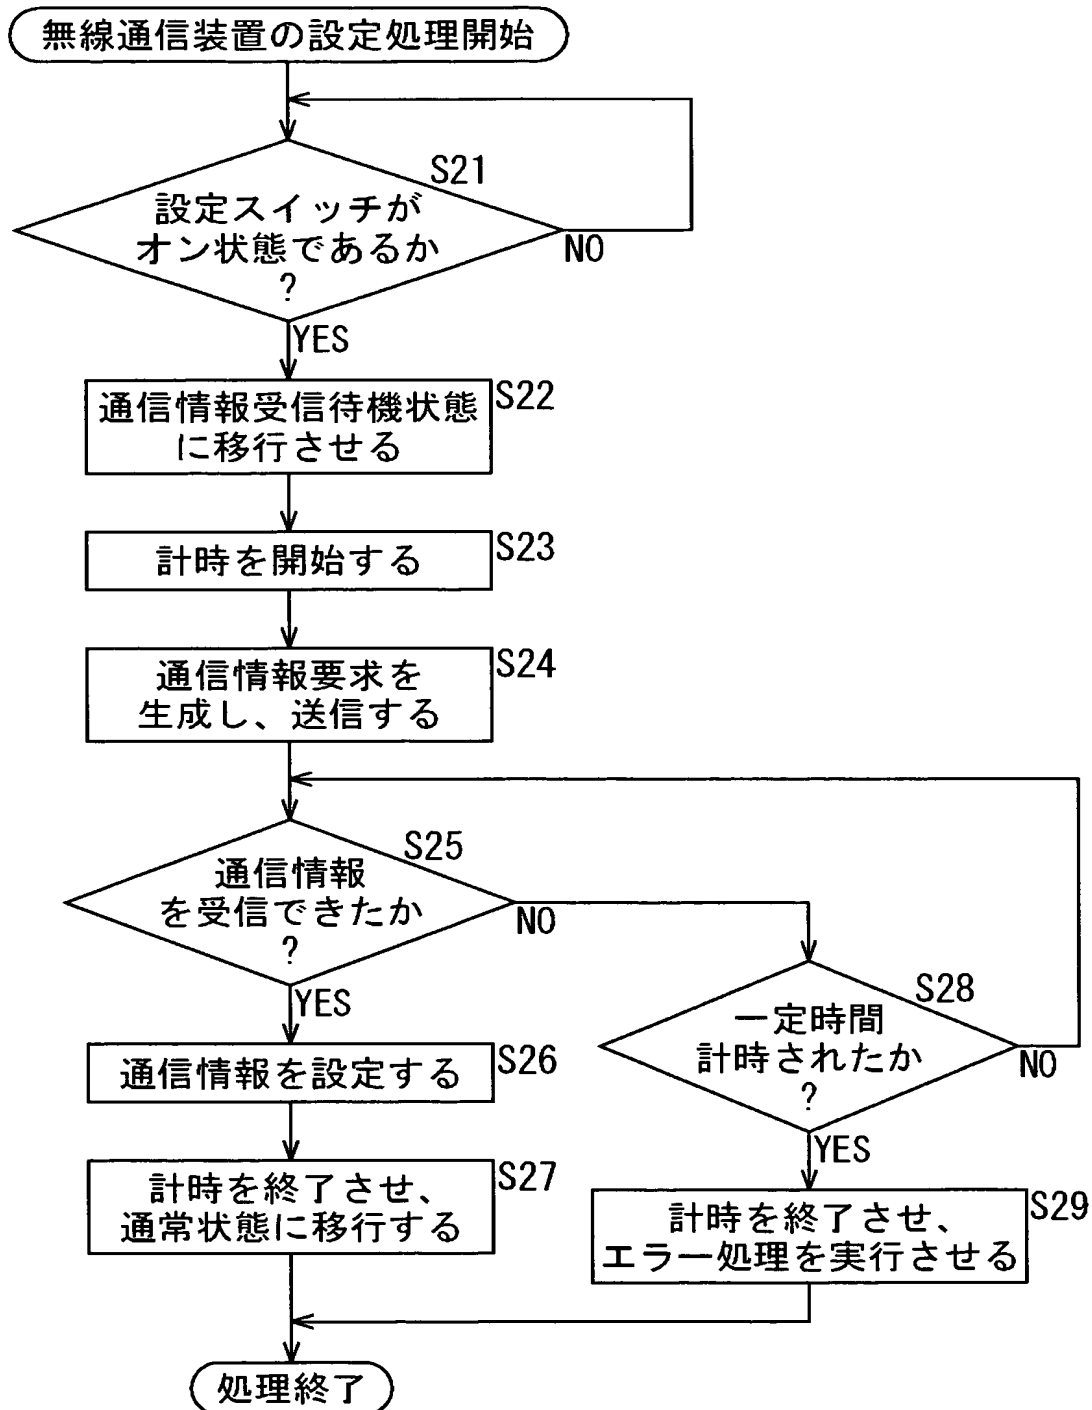 無線通信装置の設定処理開始
S21
設定スイッチが
オン状態であるか
?
NO
YES
S22
通信情報受信待機状態
に移行させる
S23
計時を開始する
S24
通信情報要求を
生成し、送信する
S25
通信情報
を受信できたか
?
NO
YES
S28
一定時間
計時されたか
?
NO
YES
S26
通信情報を設定する
S27
計時を終了させ、
通常状態に移行する
S29
計時を終了させ、
エラー処理を実行させる
処理終了